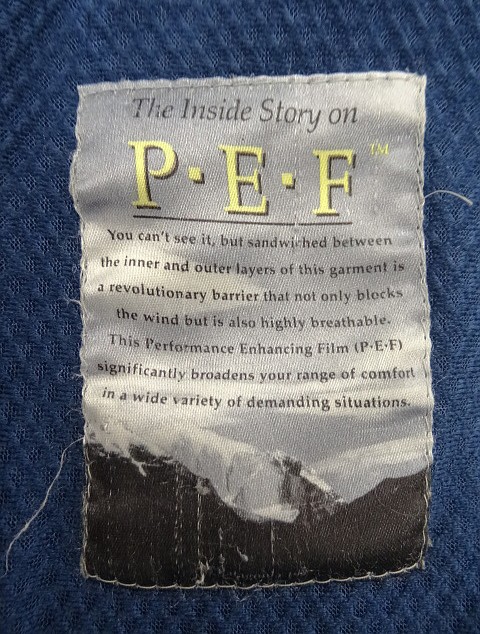 The Inside Story on
P·E·F™
You can't see it, but sandwiched between
the inner and outer layers of this garment is
a revolutionary barrier that not only blocks
the wind but is also highly breathable.
This Performance Enhancing Film (P·E·F)
significantly broadens your range of comfort
in a wide variety of demanding situations.